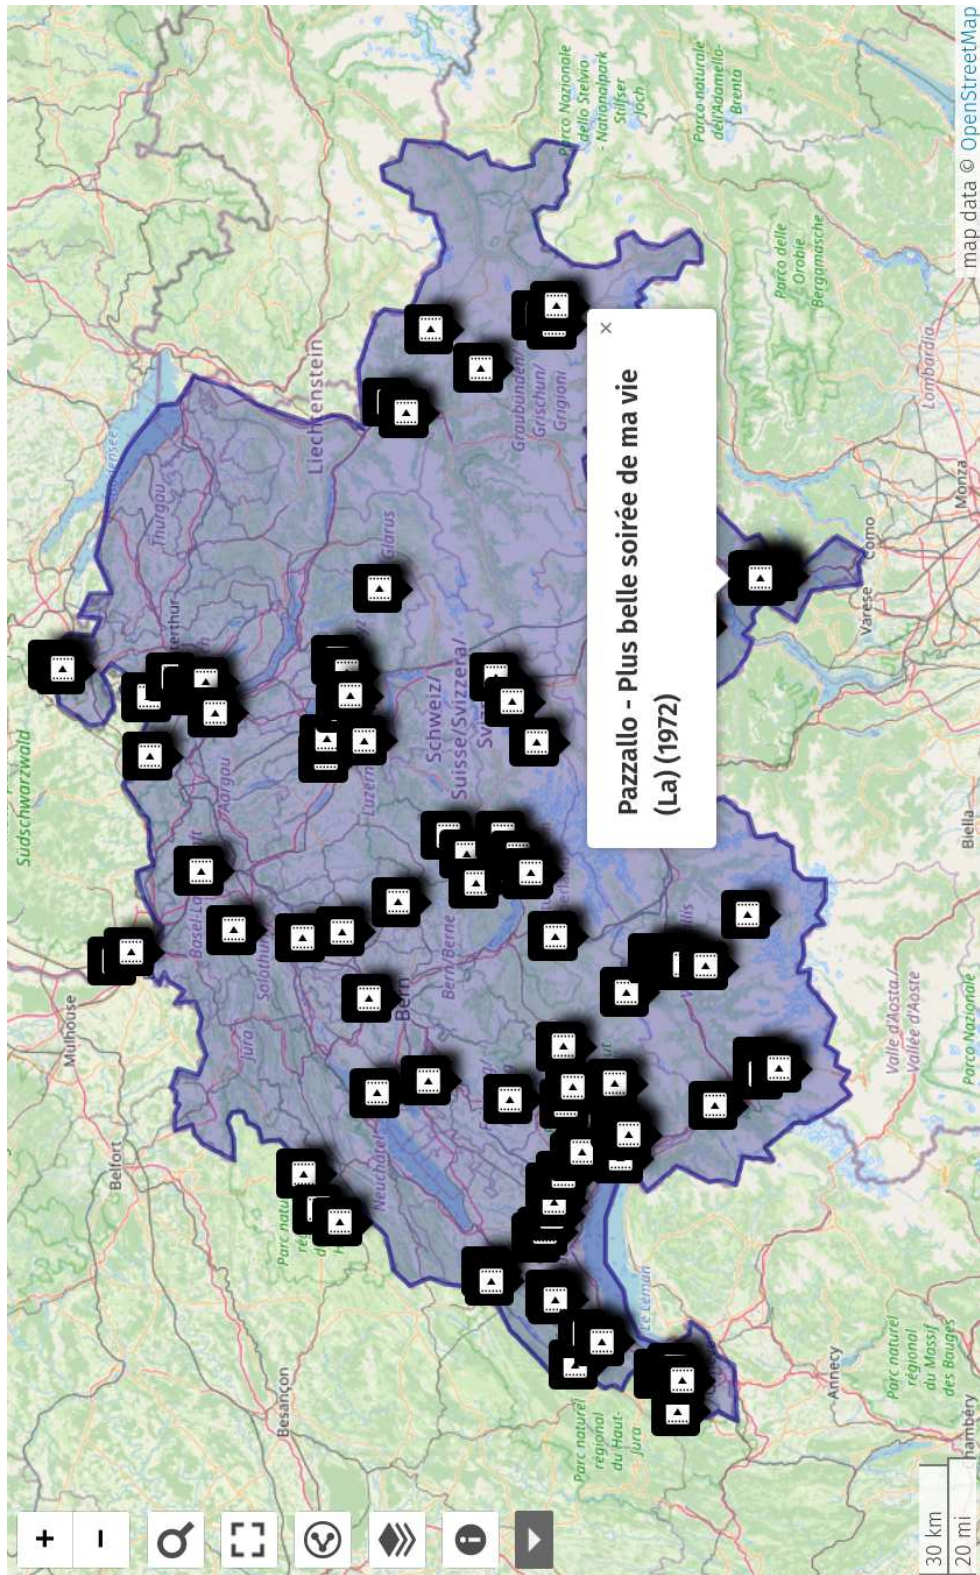 +
−
Südschwarzwald
Mulhouse
Belfort
Besançon
Thurgau
Liechtenstein
Aargau
Jura
Glarus
Luzern
Neuchâtel
Bern/Berne
Bern
Schweiz/
Suisse/Svizzera/
Graubünden/
Grischun/
Grigioni
Parco Nazionale
dello Stelvio
- Nationalpark
Stilfser
Joch
Parco naturale
dell'Adamello-
Brenta
Parco delle
Orobie
Bergamasche
Pazzallo - Plus belle soirée de ma vie
(La) (1972)
×
Parc naturel
régional
du Haut-
Jura
Le Léman
Annecy
Parc naturel
régional
du Massif
des Bauges
Valle d'Aosta/
Vallée d'Aoste
Parco Nazionale
Biella
Varese
Como
Monza
Lombardia
30 km
20 mi
map data © OpenStreetMap